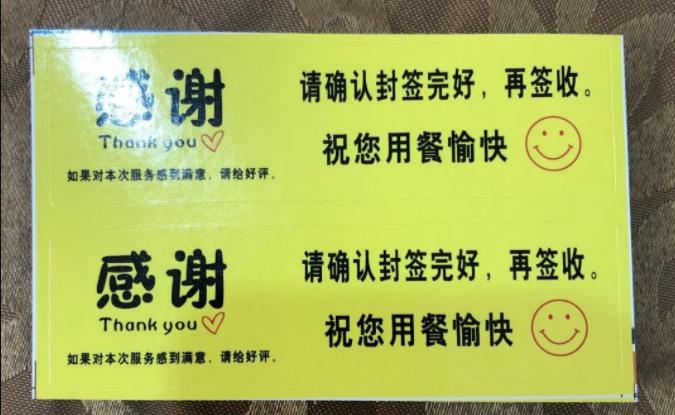 感谢
Thank you
如果对本次服务感到满意，请给好评。
请确认封签完好，再签收。
祝您用餐愉快
感谢
Thank you
如果对本次服务感到满意，请给好评。
请确认封签完好，再签收。
祝您用餐愉快